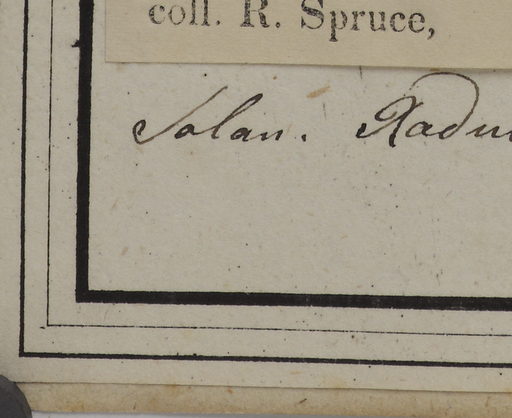 coll. R. Spruce,
Solan. Radu